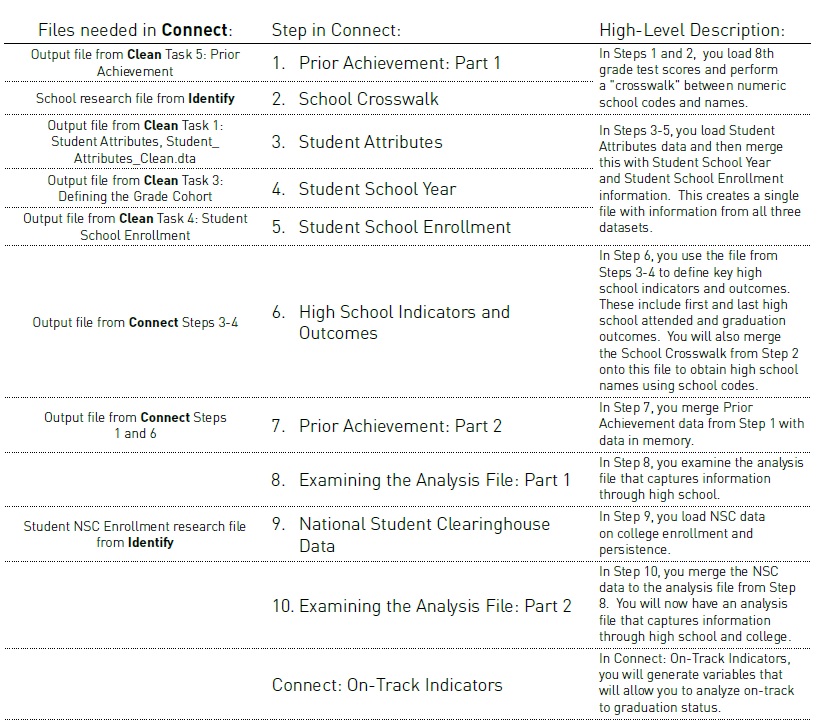 Files needed in Connect:
Step in Connect:
High-Level Description:
Output file from Clean Task 5: Prior
Achievement
1. Prior Achievement: Part 1
In Steps 1 and 2, you load 8th
grade test scores and perform
a "crosswalk" between numeric
school codes and names.
School research file from Identify
2. School Crosswalk
Output file from Clean Task 1:
Student Attributes, Student_
Attributes_Clean.dta
3. Student Attributes
In Steps 3-5, you load Student
Attributes data and then merge
this with Student School Year
and Student School Enrollment
information. This creates a single
file with information from all three
datasets.
Output file from Clean Task 3:
Defining the Grade Cohort
4. Student School Year
Output file from Clean Task 4: Student
School Enrollment
5. Student School Enrollment
Output file from Connect Steps 3-4
6. High School Indicators and
Outcomes
In Step 6, you use the file from
Steps 3-4 to define key high
school indicators and outcomes.
These include first and last high
school attended and graduation
outcomes. You will also merge
the School Crosswalk from Step 2
onto this file to obtain high school
names using school codes.
Output file from Connect Steps
1 and 6
7. Prior Achievement: Part 2
In Step 7, you merge Prior
Achievement data from Step 1 with
data in memory.
8. Examining the Analysis File: Part 1
In Step 8, you examine the analysis
file that captures information
through high school.
Student NSC Enrollment research file
from Identify
9. National Student Clearinghouse
Data
In Step 9, you load NSC data
on college enrollment and
persistence.
10. Examining the Analysis File: Part 2
In Step 10, you merge the NSC
data to the analysis file from Step
8. You will now have an analysis
file that captures information
through high school and college.
Connect: On-Track Indicators
In Connect: On-Track Indicators,
you will generate variables that
will allow you to analyze on-track
to graduation status.